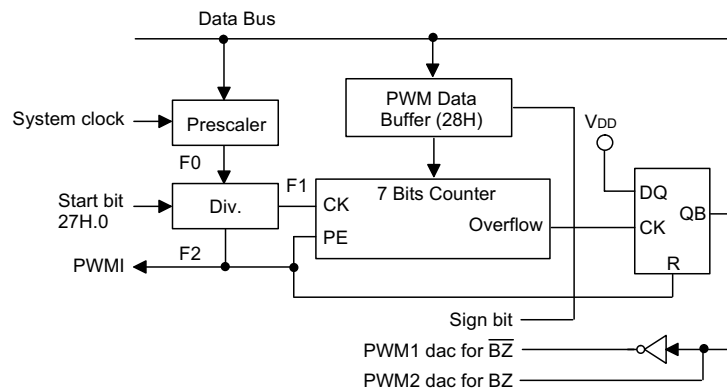 Data Bus
System clock
Prescaler
PWM Data
Buffer (28H)
VDD
F0
F1
7 Bits Counter
Start bit
27H.0
Div.
CK
Overflow
PE
DQ
QB
CK
R
F2
PWMI
Sign bit
PWM1 dac for B̅Z̅
PWM2 dac for BZ